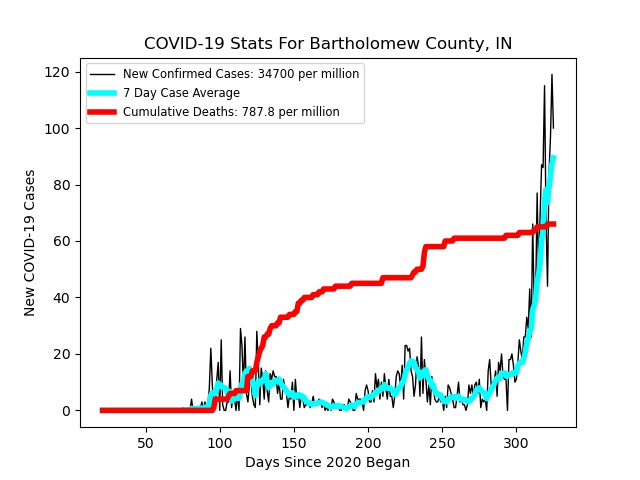 COVID-19 Stats For Bartholomew County, IN
New Confirmed Cases: 34700 per million
7 Day Case Average
Cumulative Deaths: 787.8 per million
New COVID-19 Cases
120
100
80
60
40
20
0
50
100
150
200
250
300
Days Since 2020 Began